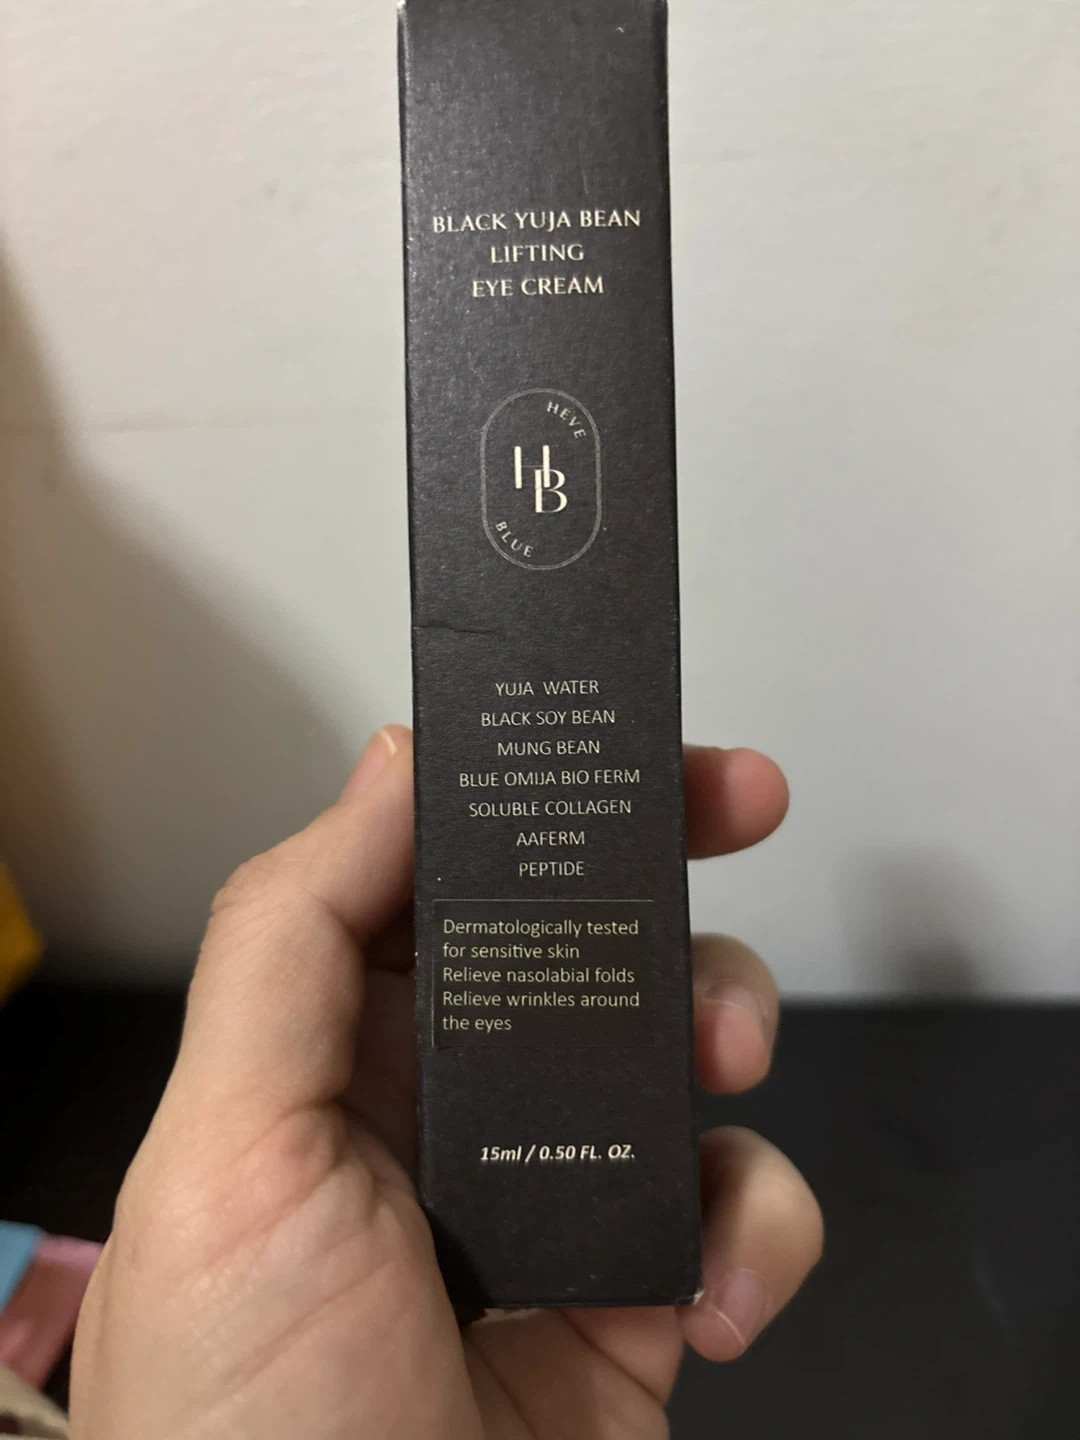 BLACK YUJA BEAN
LIFTING
EYE CREAM
HEVE
HB
BLUE
YUJA WATER
BLACK SOY BEAN
MUNG BEAN
BLUE OMIJA BIO FERM
SOLUBLE COLLAGEN
AAFERM
PEPTIDE
Dermatologically tested
for sensitive skin
Relieve nasolabial folds
Relieve wrinkles around
the eyes
15ml / 0.50 FL. OZ.